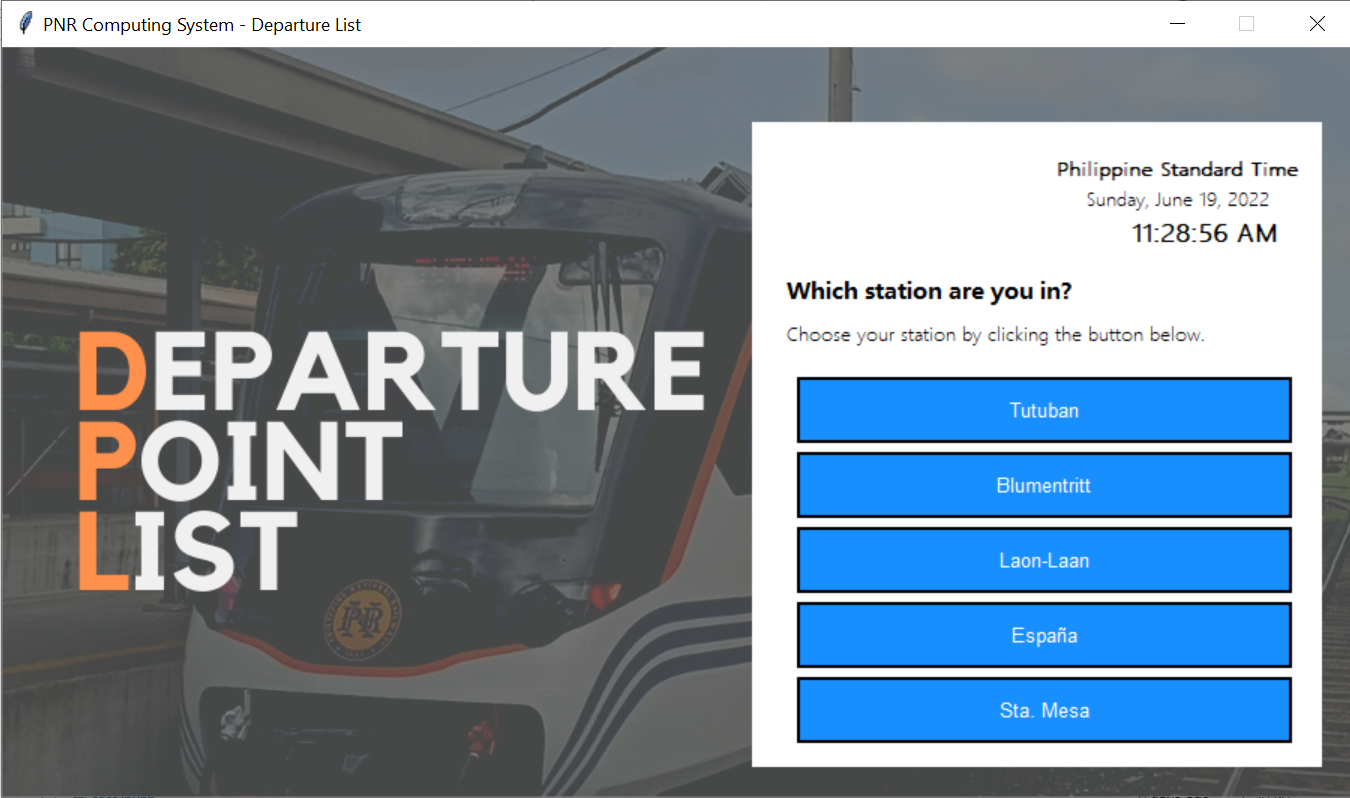 PNR Computing System - Departure List
DEPARTURE
POINT
LIST
Philippine Standard Time
Sunday, June 19, 2022
11:28:56 AM
Which station are you in?
Choose your station by clicking the button below.
Tutuban
Blumentritt
Laon-Laan
España
Sta. Mesa